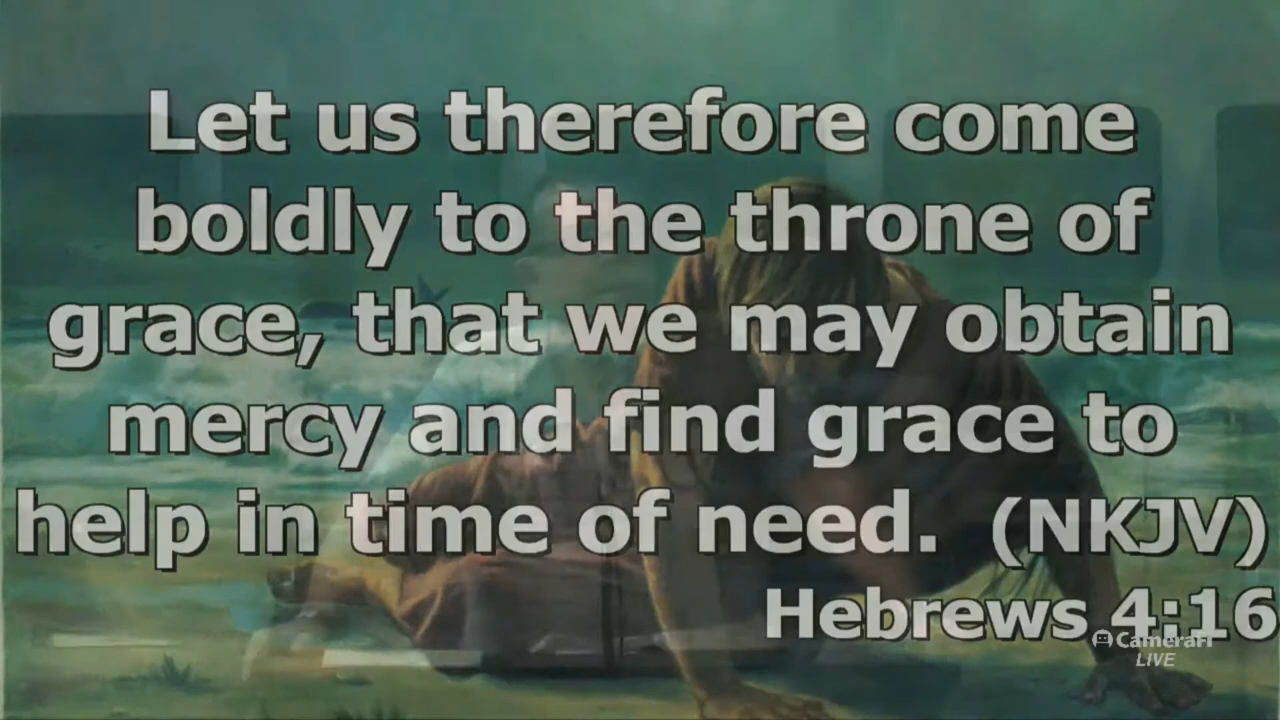 Let us therefore come
boldly to the throne of
grace, that we may obtain
mercy and find grace to
help in time of need. (NKJV)
Hebrews 4:16
CameraFi
LIVE